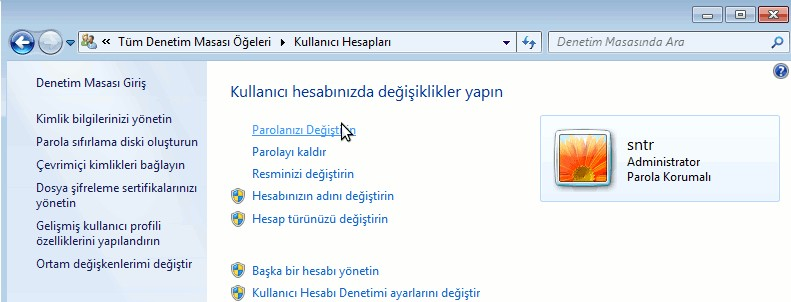 « Tüm Denetim Masası Öğeleri ▸ Kullanıcı Hesapları
Denetim Masasında Ara
Denetim Masası Giriş
Kimlik bilgilerinizi yönetin
Parola sıfırlama diski oluşturun
Çevrimiçi kimlikleri bağlayın
Dosya şifreleme sertifikalarınızı
yönetin
Gelişmiş kullanıcı profili
özelliklerini yapılandırın
Ortam değişkenlerimi değiştir
Kullanıcı hesabınızda değişiklikler yapın
Parolanızı Değiştirin
Parolayı kaldır
Resminizi değiştirin
Hesabınızın adını değiştirin
Hesap türünüzü değiştirin
Başka bir hesabı yönetin
Kullanıcı Hesabı Denetimi ayarlarını değiştir
sntr
Administrator
Parola Korumalı